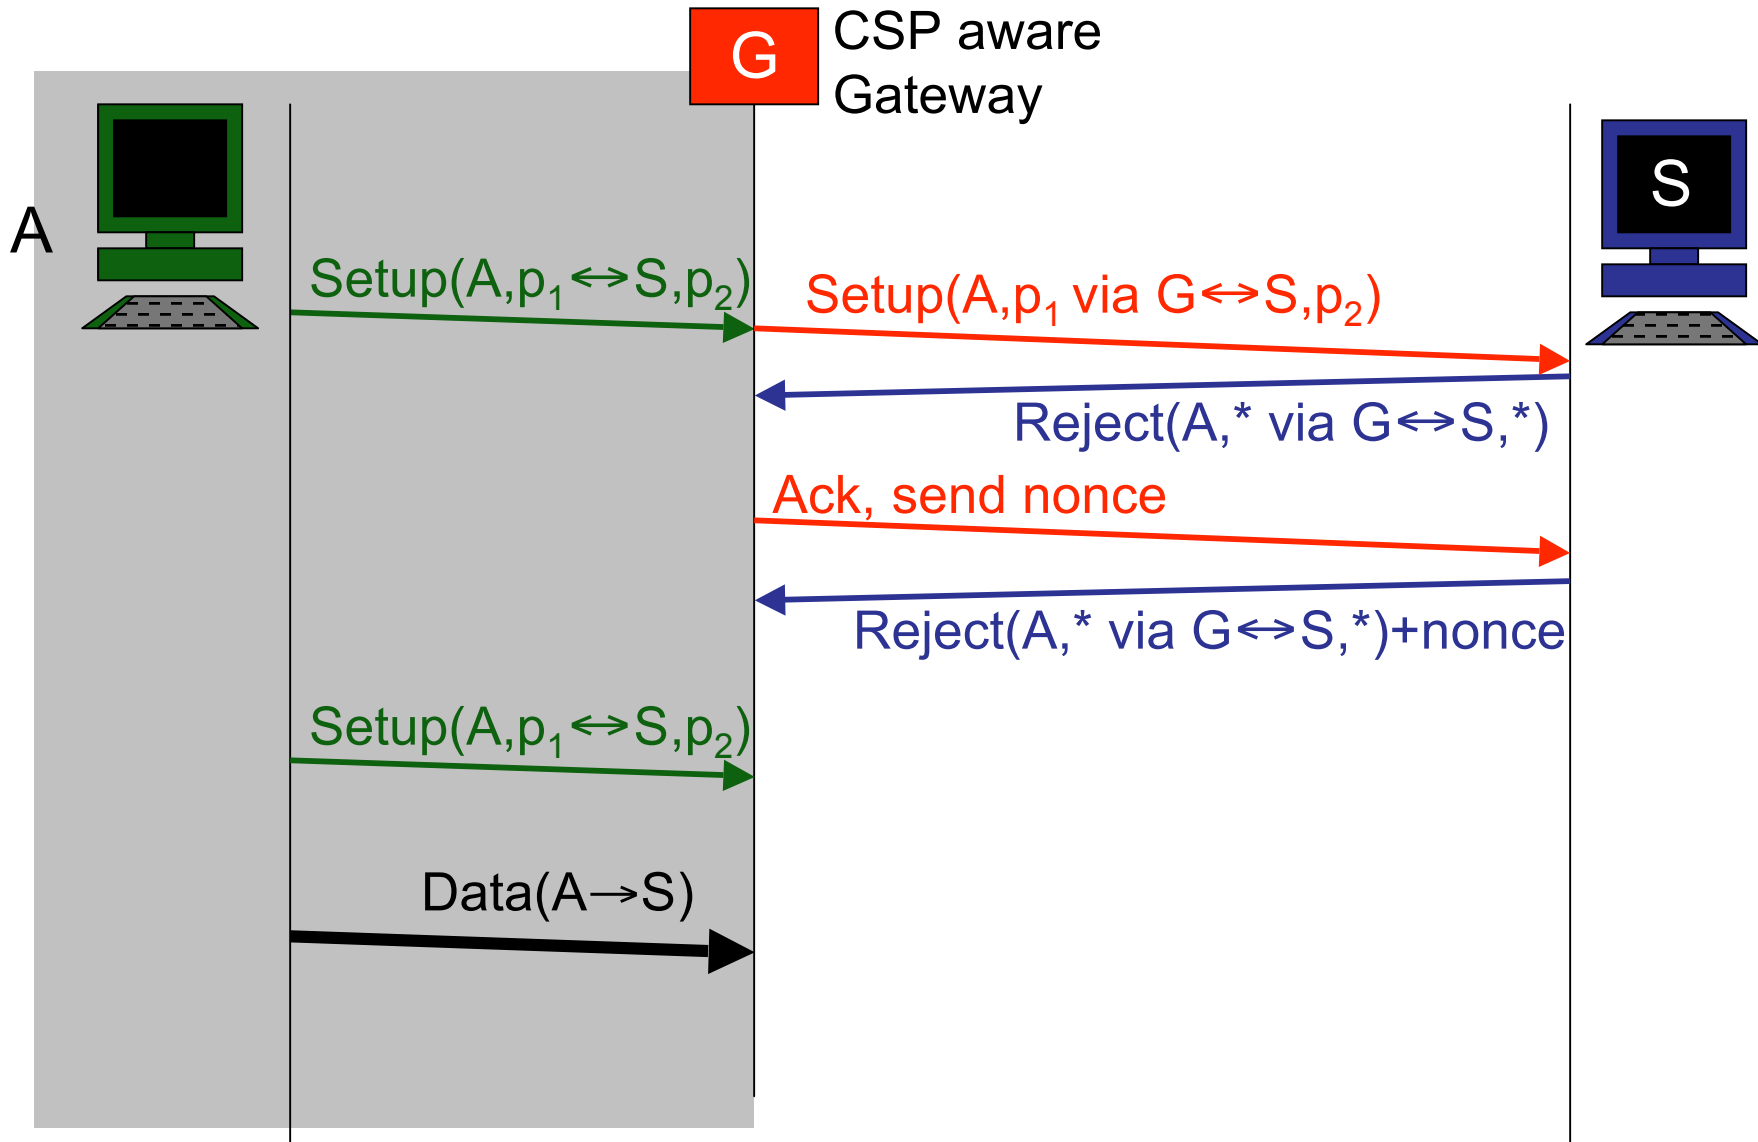 G
CSP aware
Gateway
A
S
Setup(A,p₁⇔S,p₂)
Setup(A,p₁ via G⇔S,p₂)
Reject(A,* via G⇔S,*)
Ack, send nonce
Reject(A,* via G⇔S,*)+nonce
Setup(A,p₁⇔S,p₂)
Data(A→S)